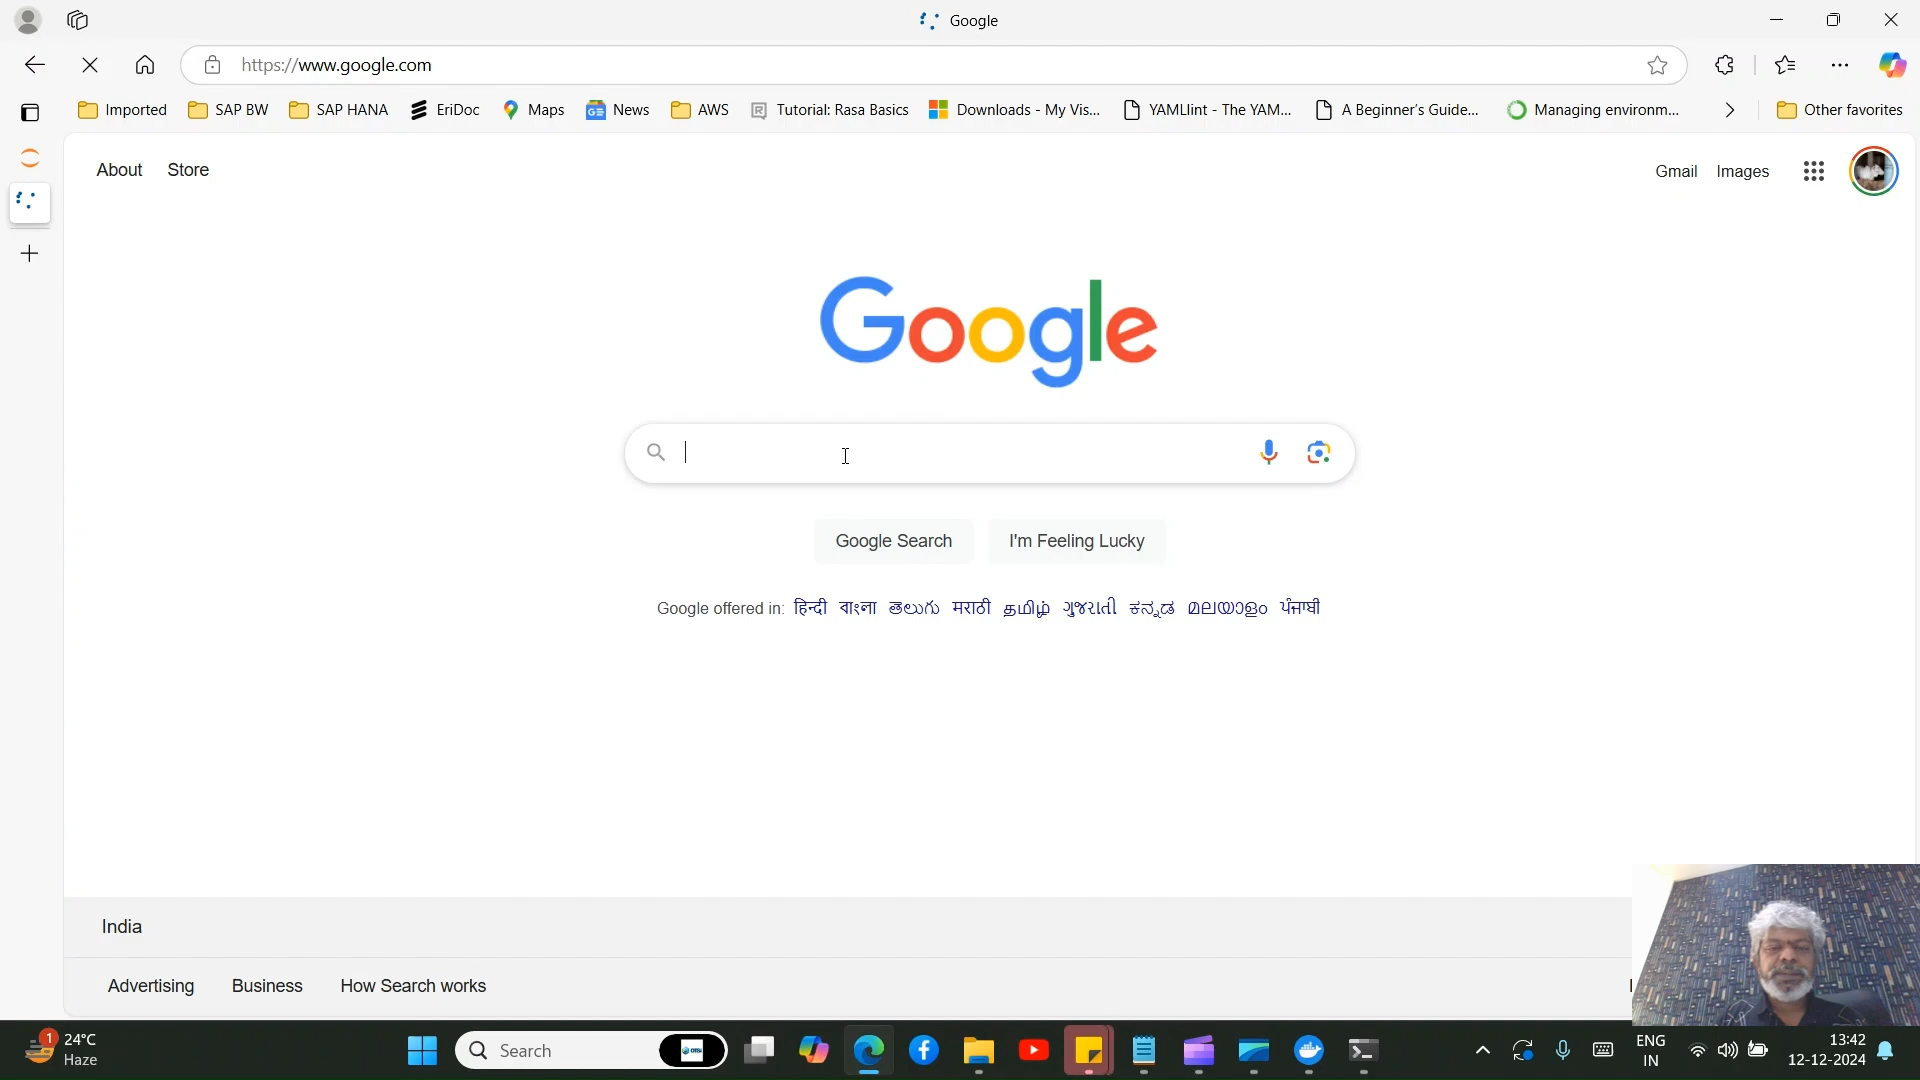 Google
https://www.google.com
Imported SAP BW SAP HANA EriDoc Maps News AWS Tutorial: Rasa Basics Downloads - My Vis... YAMLlint - The YAM... A Beginner's Guide... Managing environm... Other favorites
About Store Gmail Images
Google
Google Search I'm Feeling Lucky
Google offered in: हिन्दी বাংলা తెలుగు मराठी தமிழ் ગુજરાતી ಕನ್ನಡ മലയാളം ਪੰਜਾਬੀ
India
Advertising Business How Search works
1 24°C
Haze
Search
ENG
IN
13:42
12-12-2024